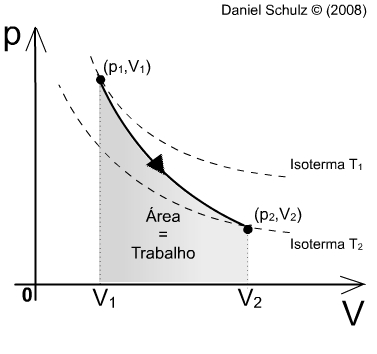 Daniel Schulz © (2008)
p
(p₁,V₁)
Isoterma T₁
(p₂,V₂)
Área
=
Trabalho
Isoterma T₂
0
V₁
V₂
V